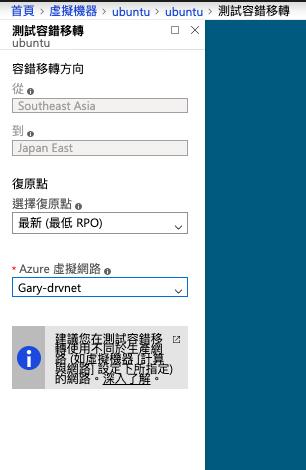 首頁 > 虛擬機器 > ubuntu > ubuntu > 測試容錯移轉
測試容錯移轉
ubuntu
容錯移轉方向
從
Southeast Asia
到
Japan East
復原點
選擇復原點
最新 (最低 RPO)
* Azure 虛擬網路
Gary-drvnet
建議您在測試容錯移
轉使用不同於生產網
路 (如虛擬機器 [計算
與網路] 設定下所指定)
的網路。深入了解。